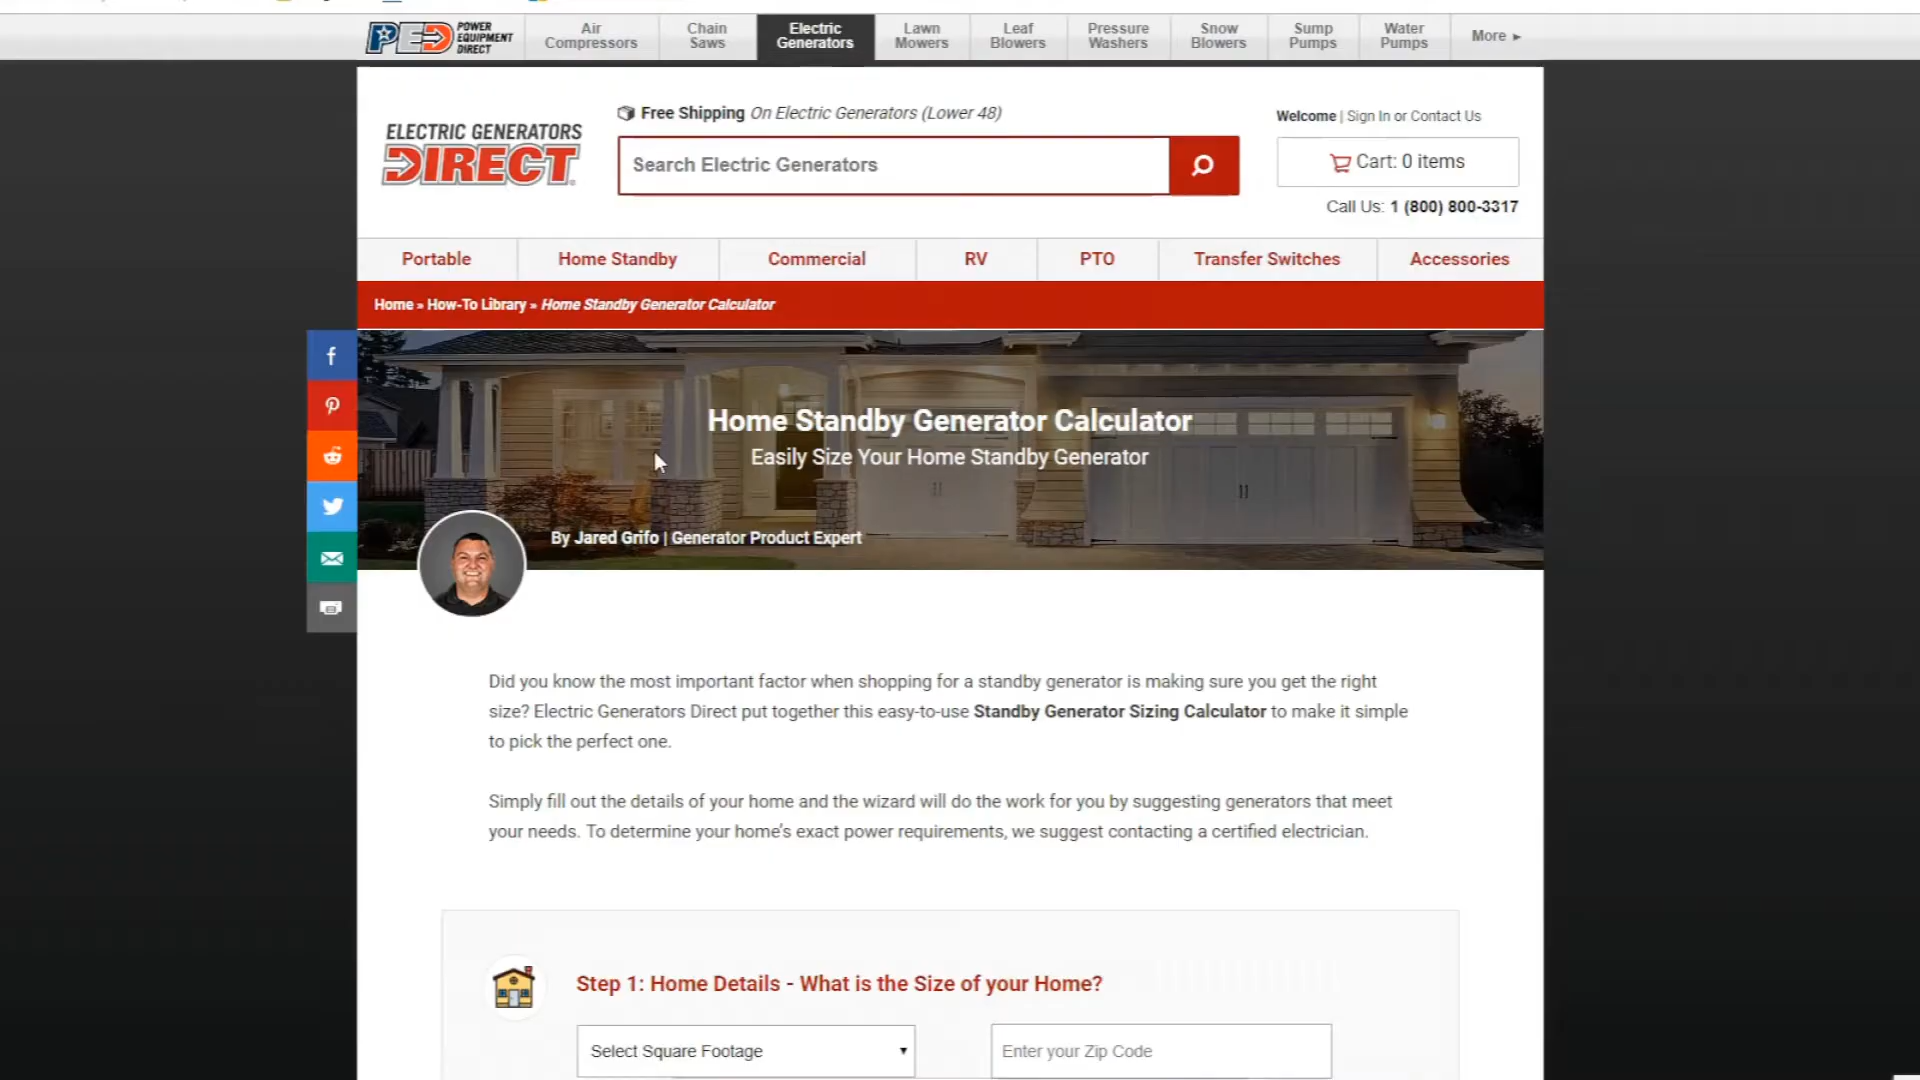 PED POWER EQUIPMENT DIRECT
Air Compressors
Chain Saws
Electric Generators
Lawn Mowers
Leaf Blowers
Pressure Washers
Snow Blowers
Sump Pumps
Water Pumps
More ▸
ELECTRIC GENERATORS
DIRECT
Free Shipping On Electric Generators (Lower 48)
Search Electric Generators
Welcome | Sign In or Contact Us
Cart: 0 items
Call Us: 1 (800) 800-3317
Portable
Home Standby
Commercial
RV
PTO
Transfer Switches
Accessories
Home » How-To Library » Home Standby Generator Calculator
Home Standby Generator Calculator
Easily Size Your Home Standby Generator
By Jared Grifo | Generator Product Expert
Did you know the most important factor when shopping for a standby generator is making sure you get the right
size? Electric Generators Direct put together this easy-to-use Standby Generator Sizing Calculator to make it simple
to pick the perfect one.
Simply fill out the details of your home and the wizard will do the work for you by suggesting generators that meet
your needs. To determine your home's exact power requirements, we suggest contacting a certified electrician.
Step 1: Home Details - What is the Size of your Home?
Select Square Footage
Enter your Zip Code